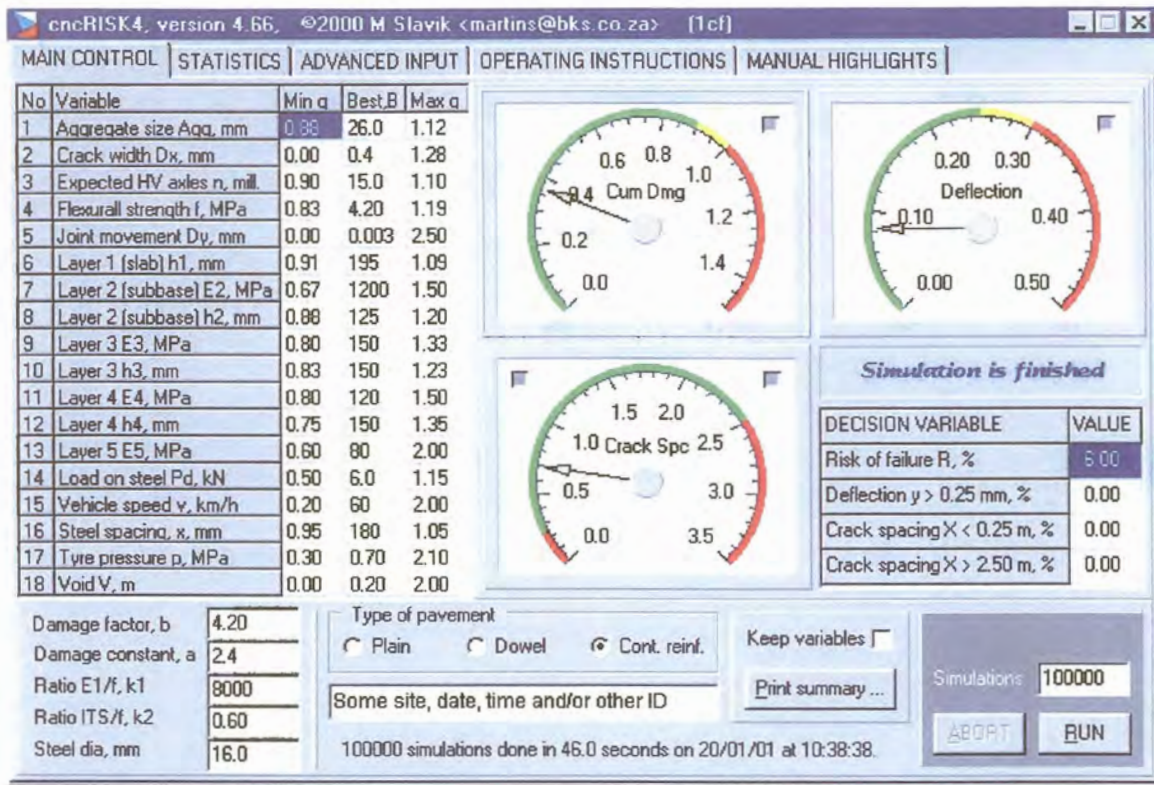 cncRISK4, version 4.66, ©2000 M Slavik <martins@bks.co.za> [1cf]
MAIN CONTROL STATISTICS ADVANCED INPUT OPERATING INSTRUCTIONS MANUAL HIGHLIGHTS
No Variable Min q Best,B Max q
1 Aggregate size Agg, mm 0.88 26.0 1.12
2 Crack width Dx, mm 0.00 0.4 1.28
3 Expected HV axles n, mill. 0.90 15.0 1.10
4 Flexurall strength f, MPa 0.83 4.20 1.19
5 Joint movement Dy, mm 0.00 0.003 2.50
6 Layer 1 (slab) h1, mm 0.91 195 1.09
7 Layer 2 (subbase) E2, MPa 0.67 1200 1.50
8 Layer 2 (subbase) h2, mm 0.88 125 1.20
9 Layer 3 E3, MPa 0.80 150 1.33
10 Layer 3 h3, mm 0.83 150 1.23
11 Layer 4 E4, MPa 0.80 120 1.50
12 Layer 4 h4, mm 0.75 150 1.35
13 Layer 5 E5, MPa 0.60 80 2.00
14 Load on steel Pd, kN 0.50 6.0 1.15
15 Vehicle speed v, km/h 0.20 60 2.00
16 Steel spacing, x, mm 0.95 180 1.05
17 Tyre pressure p, MPa 0.30 0.70 2.10
18 Void V, m 0.00 0.20 2.00
0.0 0.2 0.4 0.6 0.8 1.0 1.2 1.4
Cum Dmg
0.00 0.10 0.20 0.30 0.40 0.50
Deflection
0.0 0.5 1.0 1.5 2.0 2.5 3.0 3.5
Crack Spc
Simulation is finished
DECISION VARIABLE VALUE
Risk of failure R, % 6.00
Deflection y > 0.25 mm, % 0.00
Crack spacing X < 0.25 m, % 0.00
Crack spacing X > 2.50 m, % 0.00
Damage factor, b 4.20
Damage constant, a 2.4
Ratio E1/f, k1 8000
Ratio ITS/f, k2 0.60
Steel dia, mm 16.0
Type of pavement
Plain Dowel Cont. reinf.
Some site, date, time and/or other ID
100000 simulations done in 46.0 seconds on 20/01/01 at 10:38:38.
Keep variables
Print summary ...
Simulations 100000
ABORT RUN